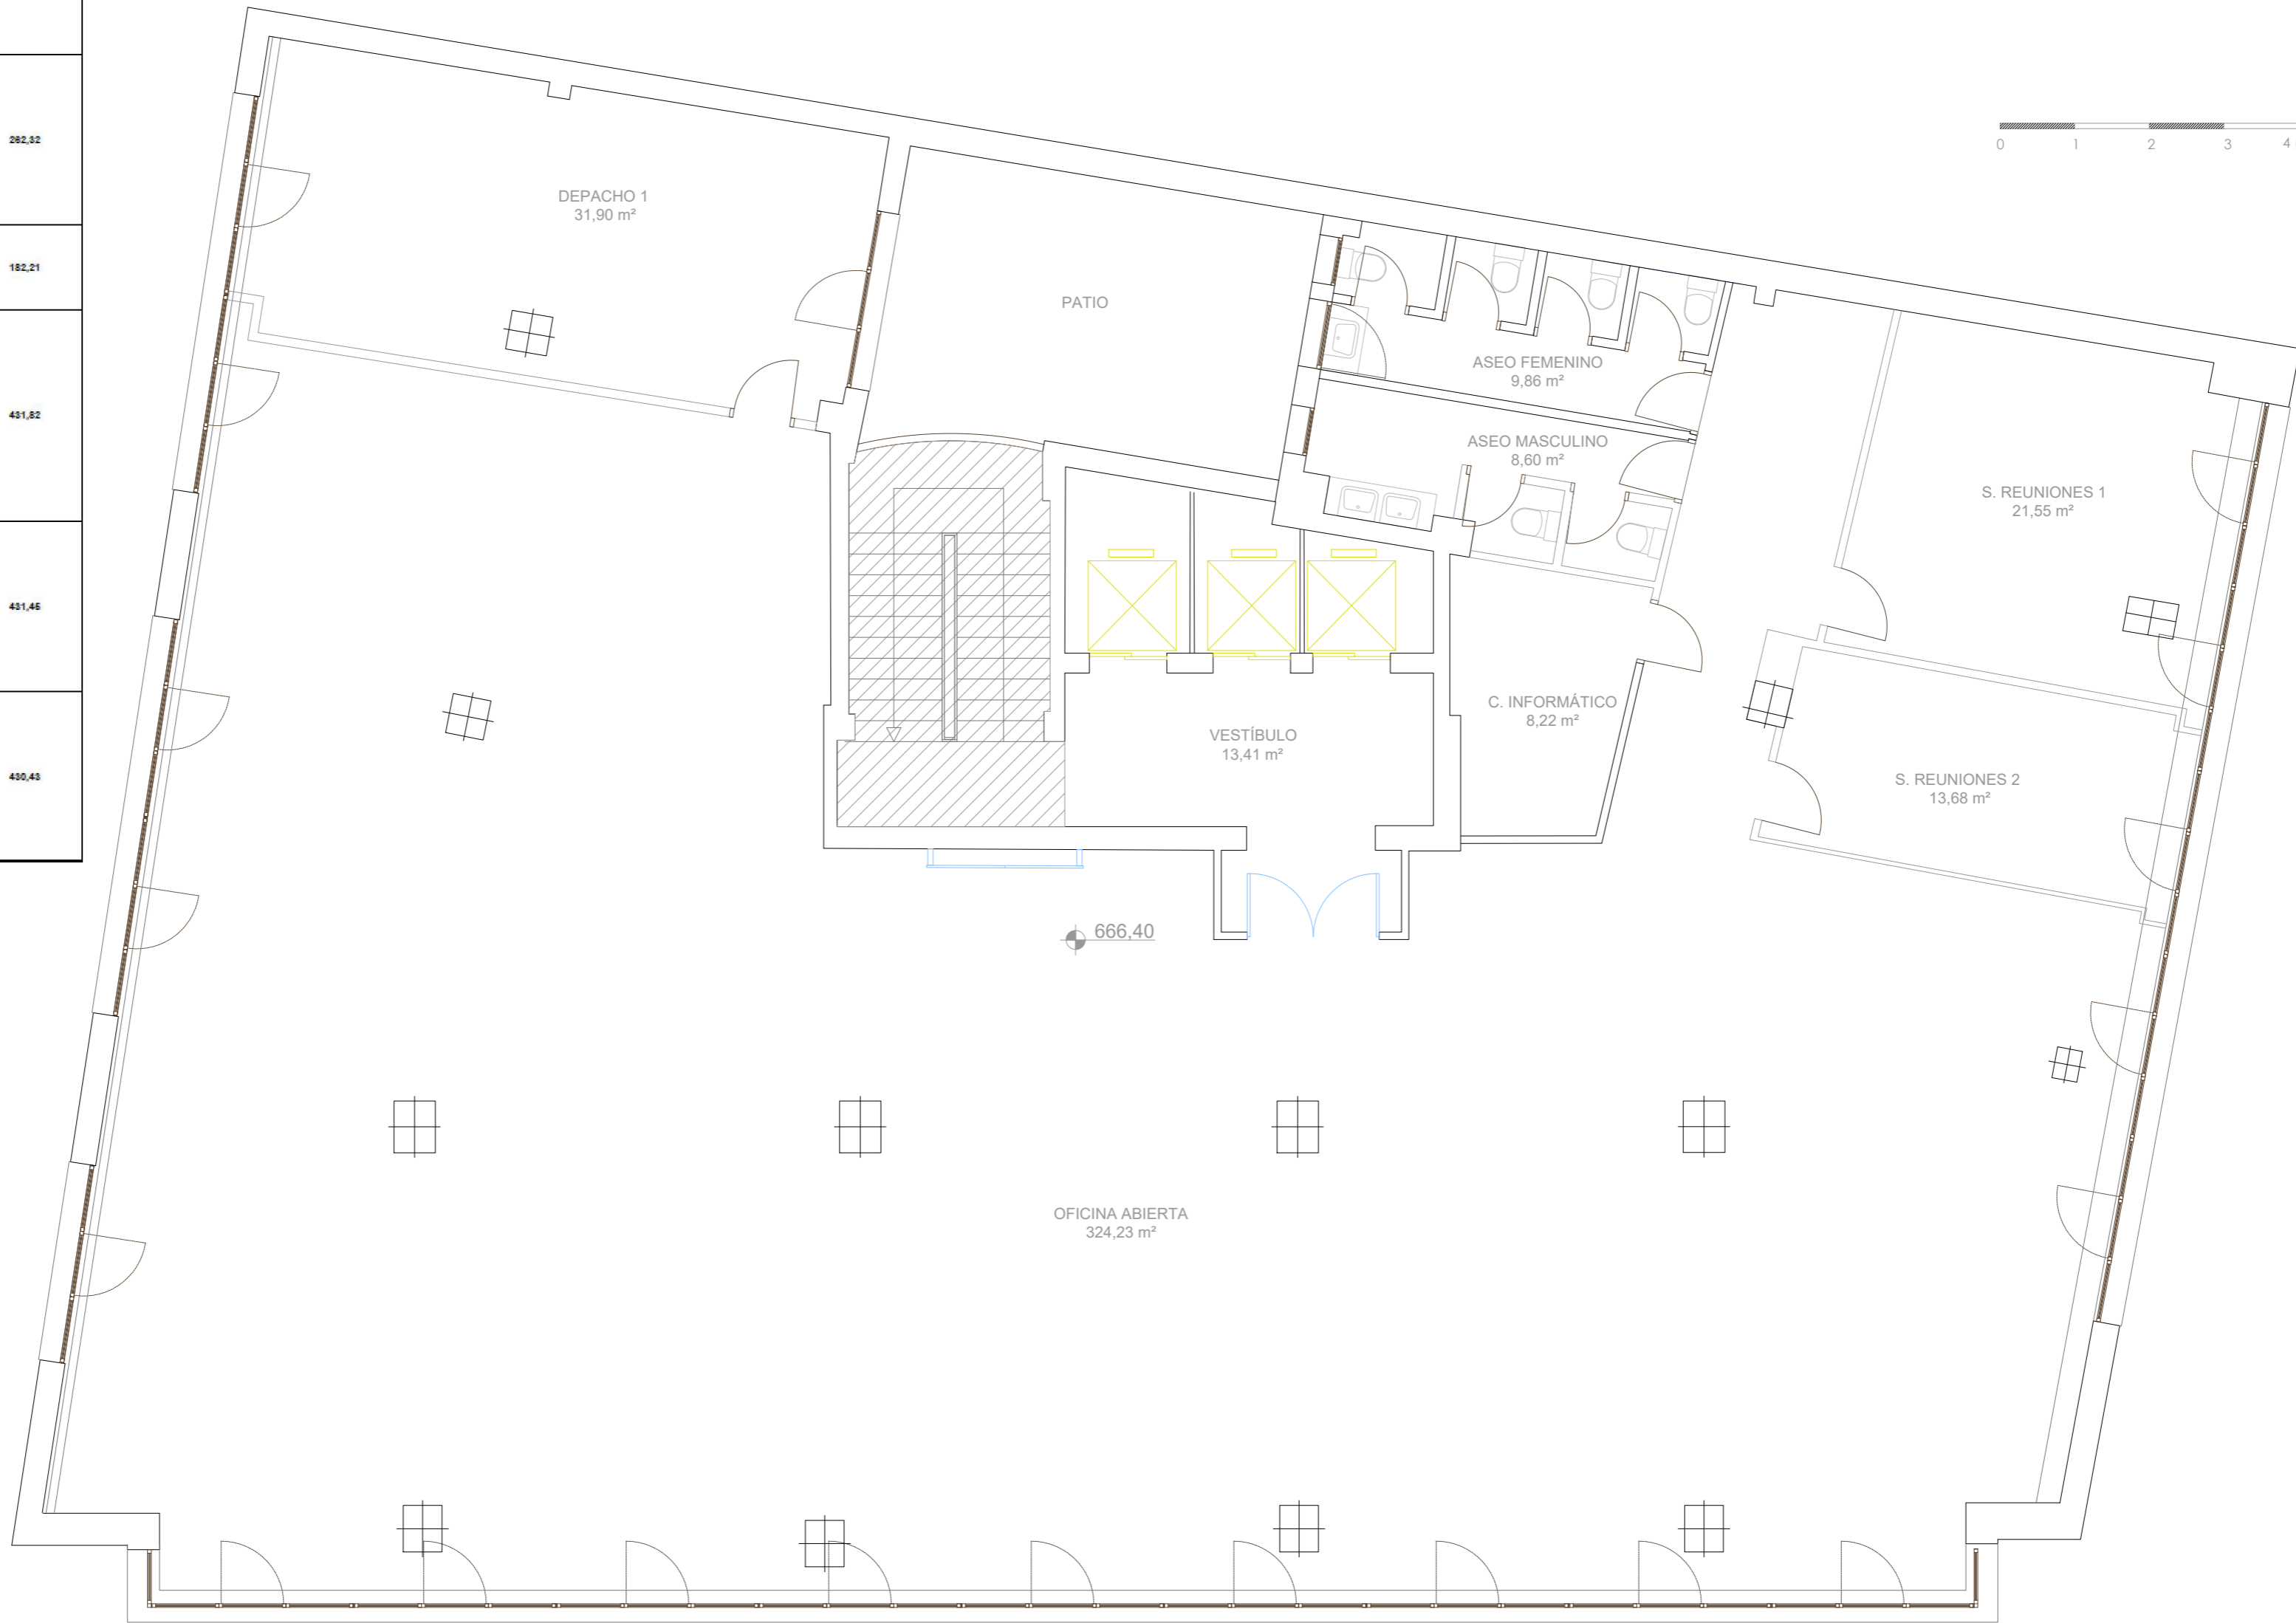 262,32
182,21
431,82
431,45
430,43
0 1 2 3 4
DEPACHO 1
31,90 m²
PATIO
ASEO FEMENINO
9,86 m²
ASEO MASCULINO
8,60 m²
S. REUNIONES 1
21,55 m²
C. INFORMÁTICO
8,22 m²
VESTÍBULO
13,41 m²
S. REUNIONES 2
13,68 m²
666,40
OFICINA ABIERTA
324,23 m²